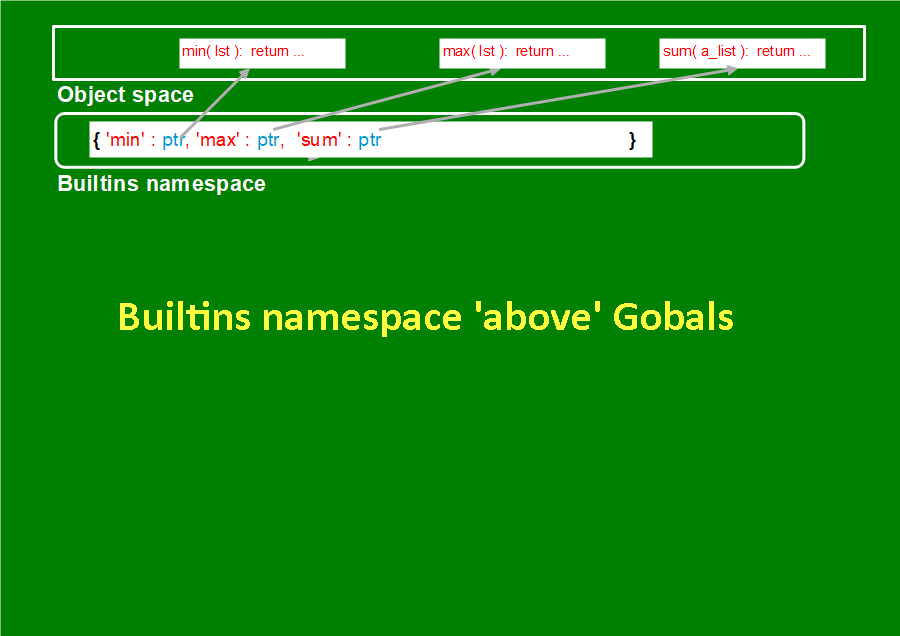 min( lst ):  return ... max( lst ):  return ... sum( a_list ):  return ...
Object space
{ 'min' : ptr, 'max' : ptr,  'sum' : ptr }
Builtins namespace
Builtins namespace 'above' Gobals